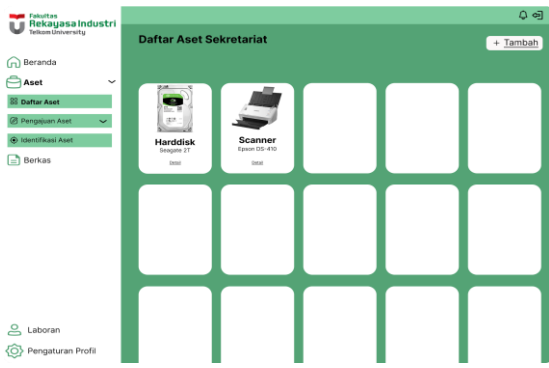 Fakultas
Rekayasa Industri
Telkom University
Beranda
Aset
Daftar Aset
Pengajuan Aset
Identifikasi Aset
Berkas
Laboran
Pengaturan Profil
Daftar Aset Sekretariat
+ Tambah
Harddisk
Seagate 2T
Detail
Scanner
Epson DS-410
Detail